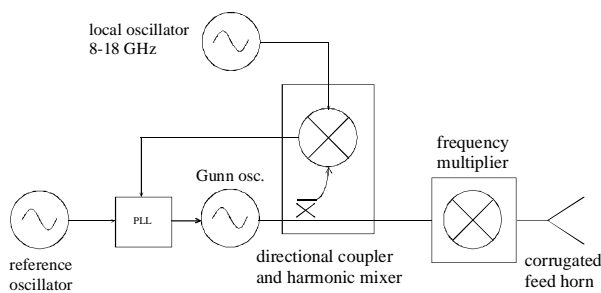 local oscillator
8-18 GHz
frequency
multiplier
Gunn osc.
PLL
reference
oscillator
directional coupler
and harmonic mixer
corrugated
feed horn